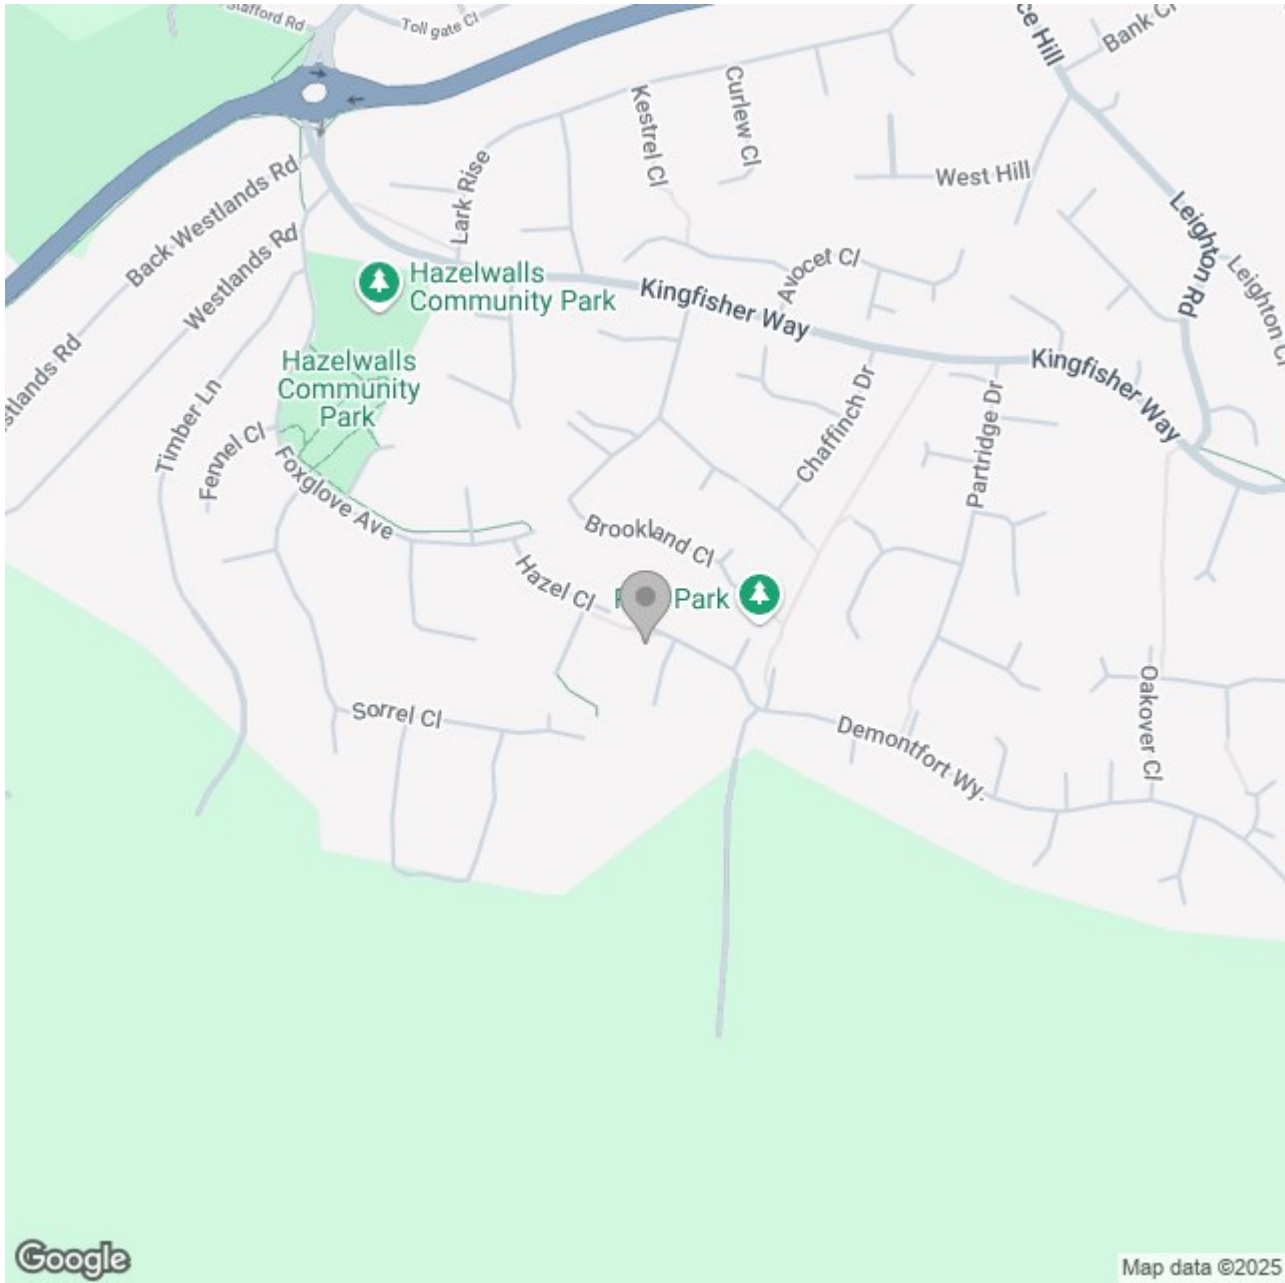 Stafford Rd
Toll gate Cl
Bank Cl
Curlew Cl
Kestrel Cl
Lark Rise
West Hill
Back Westlands Rd
Westlands Rd
Leighton Rd
Leighton Cl
Hazelwalls
Community Park
Avocet Cl
Kingfisher Way
Kingfisher Way
Hazelwalls
Community
Park
Timber Ln
Fennel Cl
Foxglove Ave
Chaffinch Dr
Partridge Dr
Brookland Cl
Hazel Cl
Park
Oakover Cl
Sorrel Cl
Demontfort Wy.
Google
Map data ©2025